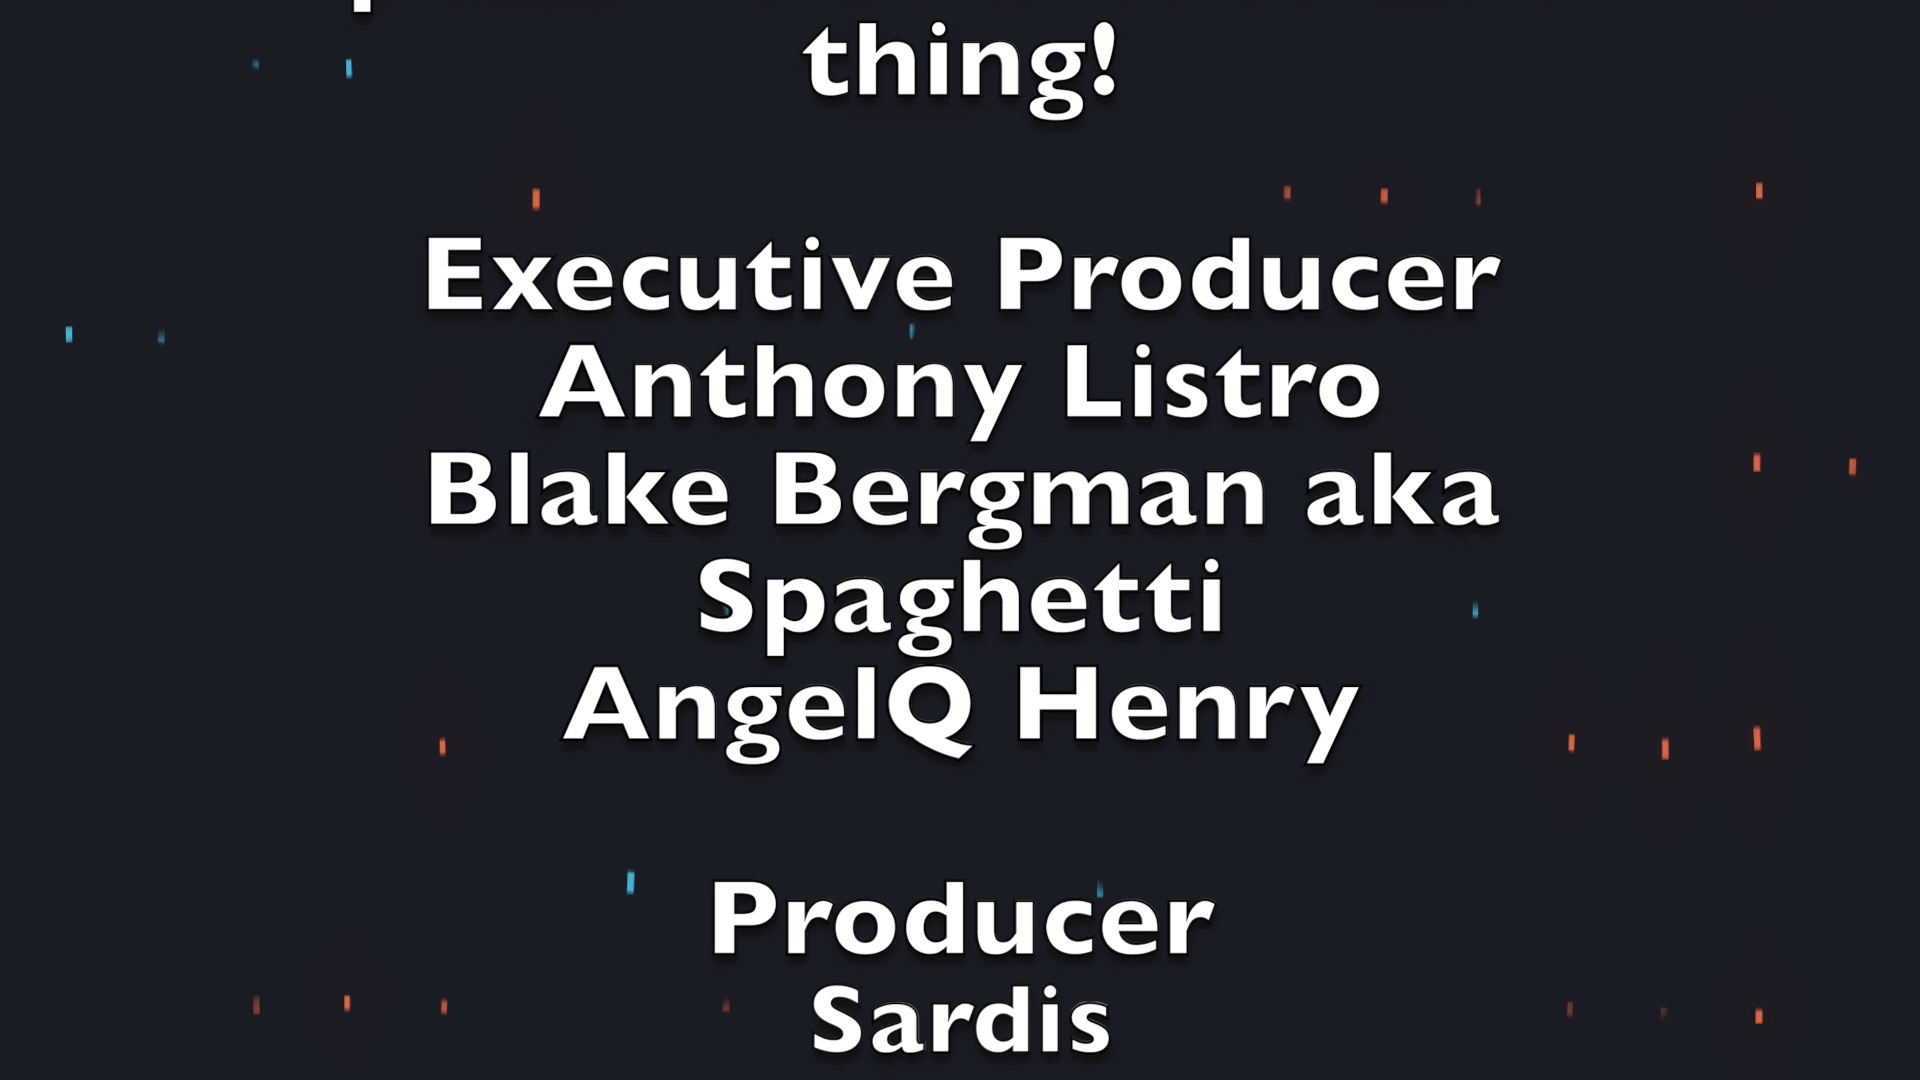 thing!
Executive Producer
Anthony Listro
Blake Bergman aka
Spaghetti
AngelQ Henry
Producer
Sardis